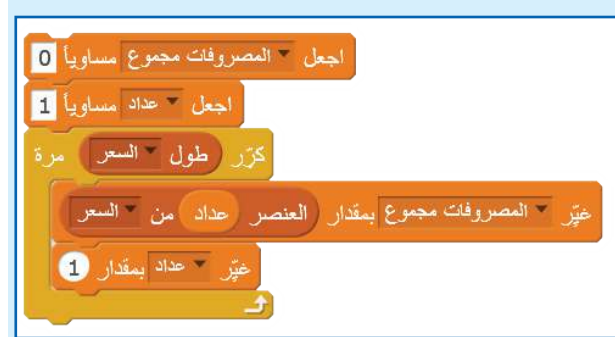 اجعل المصروفات مجموع مساوياً 0
اجعل عداد مساوياً 1
كرّر طول السعر مرة
غيّر المصروفات مجموع بمقدار العنصر عداد من السعر
غيّر عداد بمقدار 1